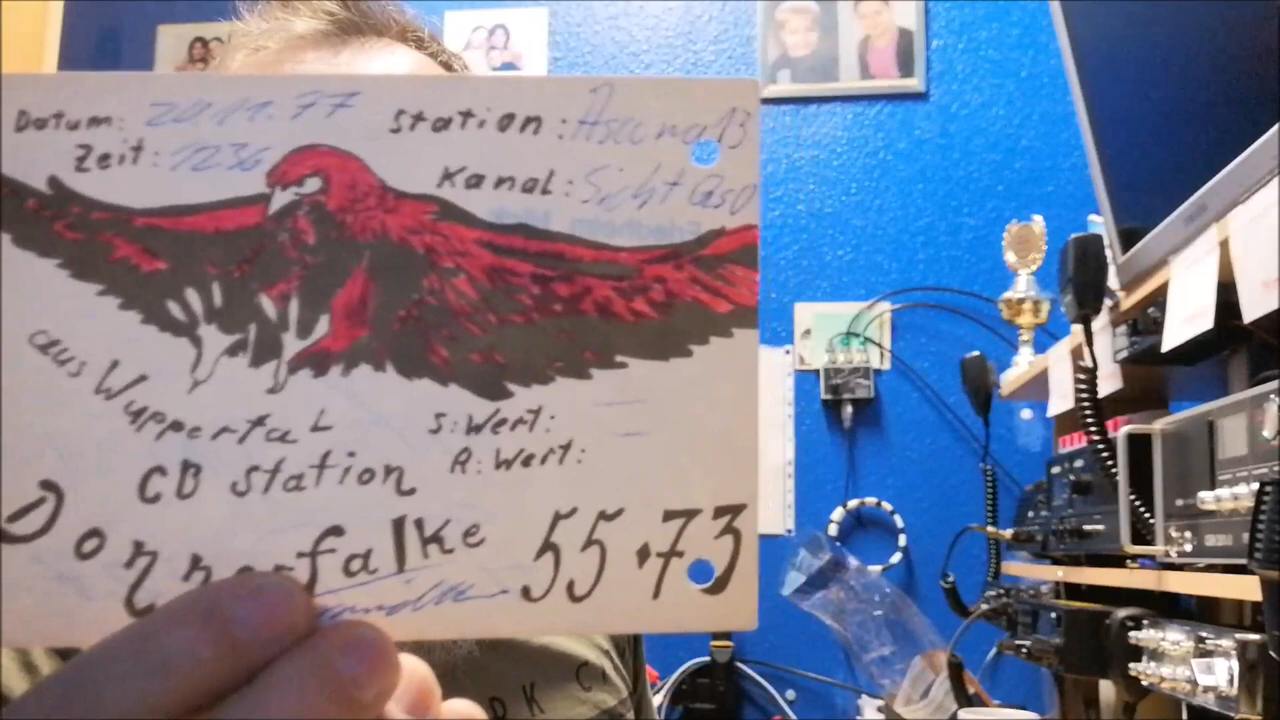 Datum: 20.11.77 Station: Ascona 13
Zeit: 1236 Kanal: Sicht QSO
aus Wuppertal
CB Station
S:Wert:
R:Wert:
Donnerfalke 55.73